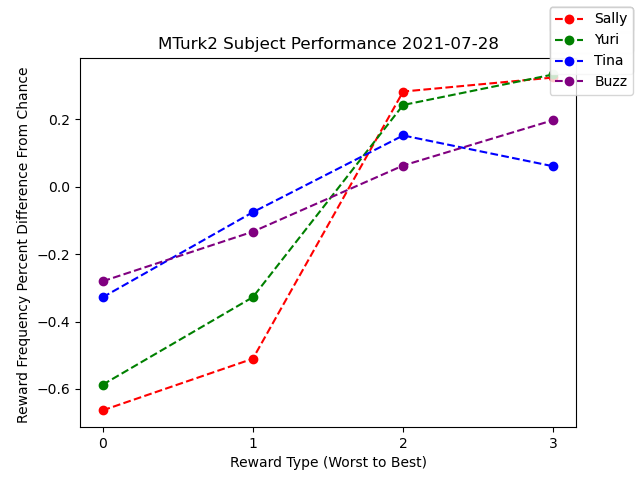 MTurk2 Subject Performance 2021-07-28
Sally
Yuri
Tina
Buzz
Reward Frequency Percent Difference From Chance
0.2
0.0
−0.2
−0.4
−0.6
0 1 2 3
Reward Type (Worst to Best)